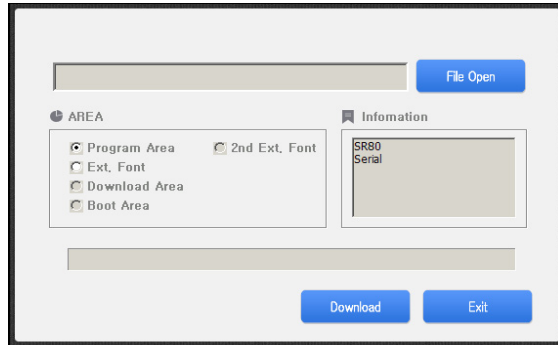 File Open
AREA
Program Area
2nd Ext. Font
Ext. Font
Download Area
Boot Area
Infomation
SR80
Serial
Download
Exit